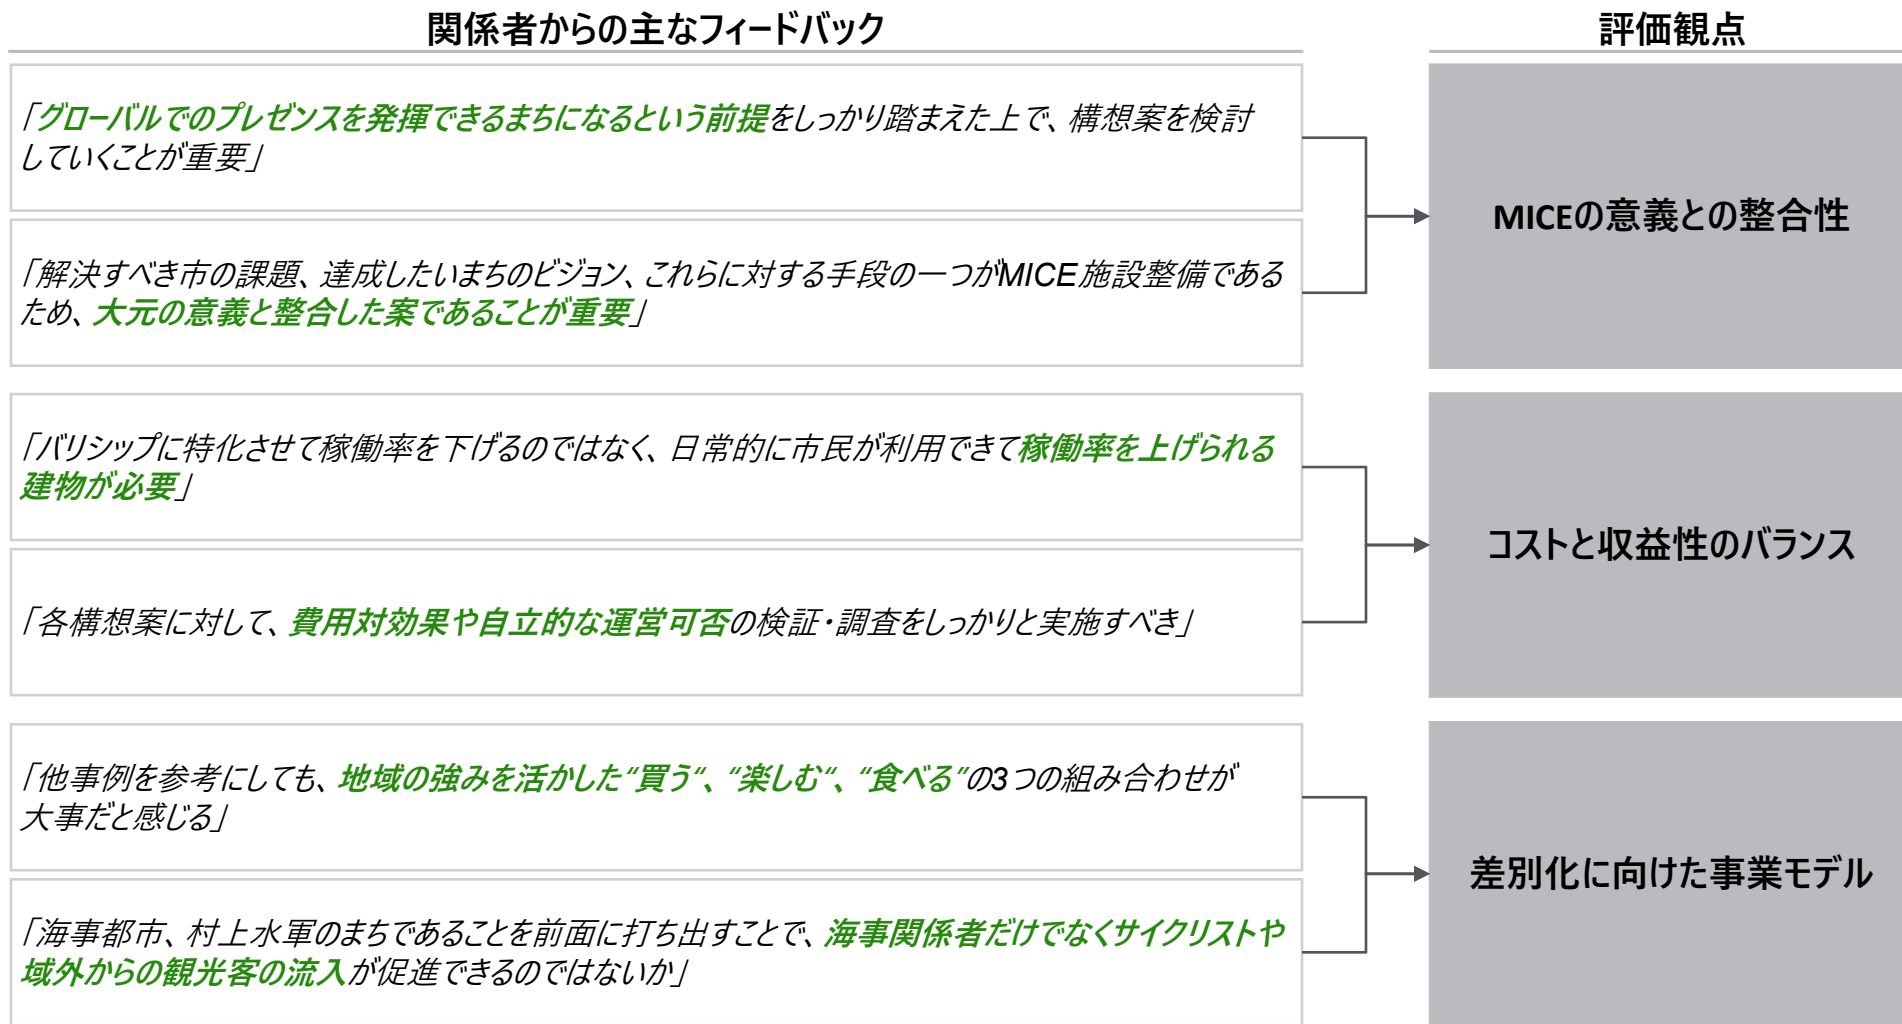 関係者からの主なフィードバック
評価観点
「グローバルでのプレゼンスを発揮できるまちになるという前提をしっかり踏まえた上で、構想案を検討
していくことが重要」
「解決すべき市の課題、達成したいまちのビジョン、これらに対する手段の一つがMICE施設整備である
ため、大元の意義と整合した案であることが重要」
MICEの意義との整合性
「バリシップに特化させて稼働率を下げるのではなく、日常的に市民が利用できて稼働率を上げられる
建物が必要」
「各構想案に対して、費用対効果や自立的な運営可否の検証・調査をしっかりと実施すべき」
コストと収益性のバランス
「他事例を参考にしても、地域の強みを活かした“買う“、“楽しむ“、“食べる”の3つの組み合わせが
大事だと感じる」
「海事都市、村上水軍のまちであることを前面に打ち出すことで、海事関係者だけでなくサイクリストや
域外からの観光客の流入が促進できるのではないか」
差別化に向けた事業モデル